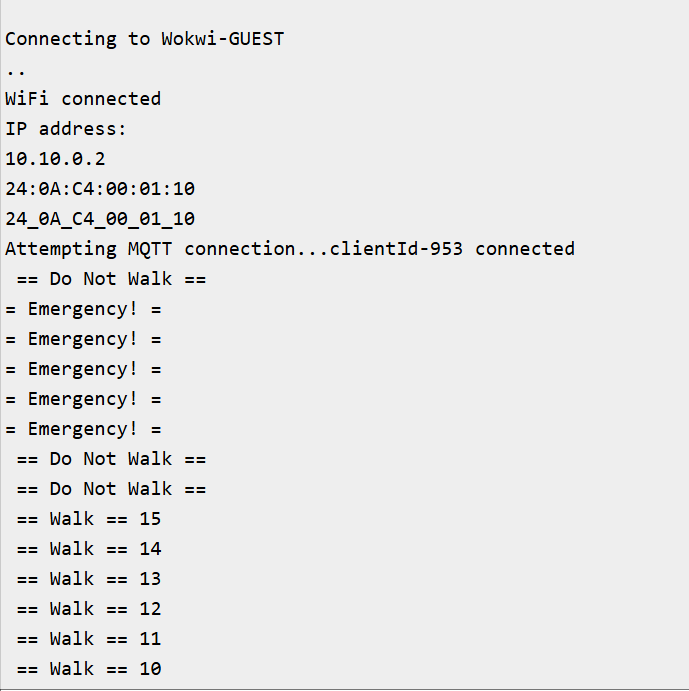 Connecting to Wokwi-GUEST
..
WiFi connected
IP address:
10.10.0.2
24:0A:C4:00:01:10
24_0A_C4_00_01_10
Attempting MQTT connection...clientId-953 connected
 == Do Not Walk ==
= Emergency! =
= Emergency! =
= Emergency! =
= Emergency! =
= Emergency! =
 == Do Not Walk ==
 == Do Not Walk ==
 == Walk == 15
 == Walk == 14
 == Walk == 13
 == Walk == 12
 == Walk == 11
 == Walk == 10